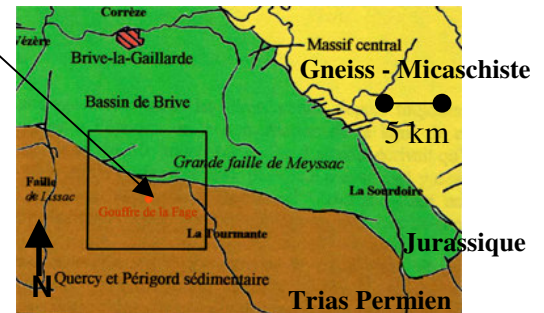 Corrèze
Vézère
Brive-la-Gaillarde
Massif central
Gneiss - Micaschiste
Bassin de Brive
5 km
Grande faille de Meyssac
Faille
de Lissac
La Sourdoire
Gouffre de la Fage
La Tourmante
Jurassique
N
Quercy et Périgord sédimentaire
Trias Permien